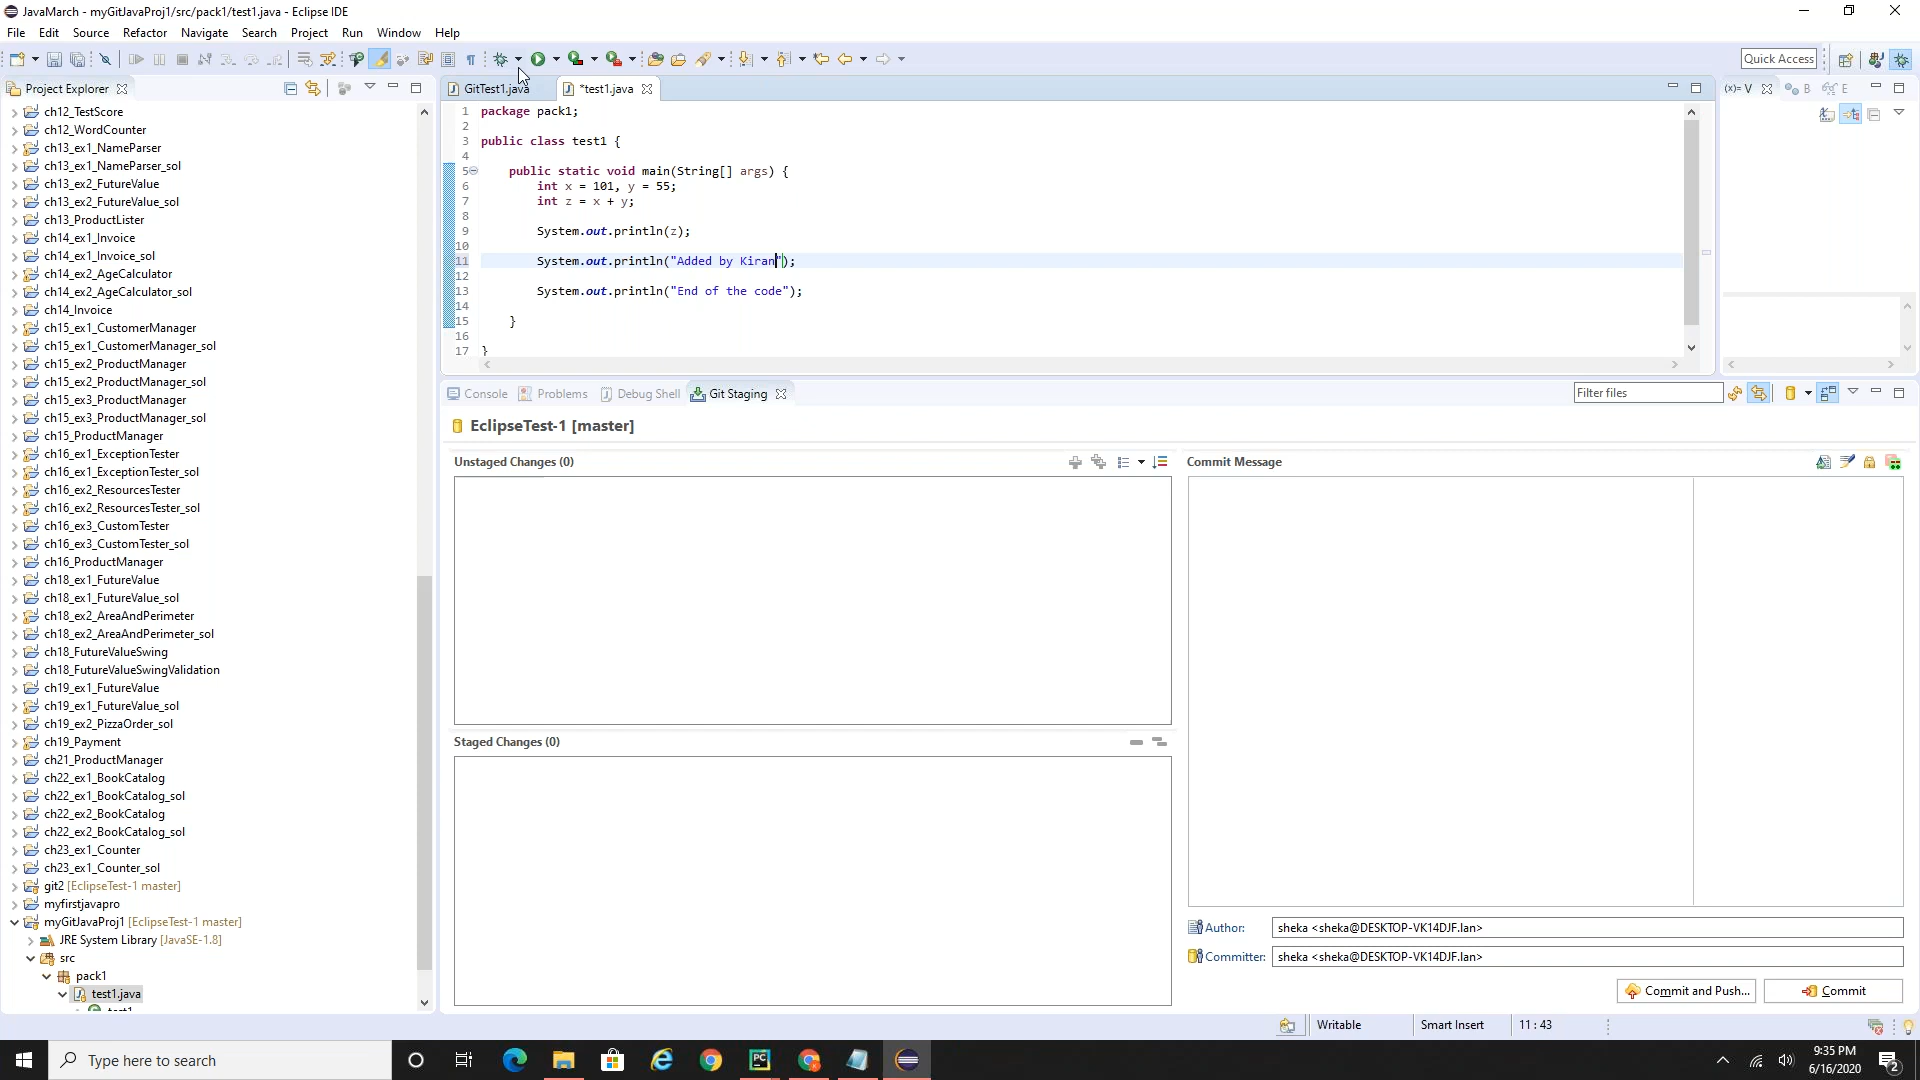 JavaMarch - myGitJavaProj1/src/pack1/test1.java - Eclipse IDE
File Edit Source Refactor Navigate Search Project Run Window Help
Quick Access
Project Explorer
ch12_TestScore
ch12_WordCounter
ch13_ex1_NameParser
ch13_ex1_NameParser_sol
ch13_ex2_FutureValue
ch13_ex2_FutureValue_sol
ch13_ProductLister
ch14_ex1_Invoice
ch14_ex1_Invoice_sol
ch14_ex2_AgeCalculator
ch14_ex2_AgeCalculator_sol
ch14_Invoice
ch15_ex1_CustomerManager
ch15_ex1_CustomerManager_sol
ch15_ex2_ProductManager
ch15_ex2_ProductManager_sol
ch15_ex3_ProductManager
ch15_ex3_ProductManager_sol
ch15_ProductManager
ch16_ex1_ExceptionTester
ch16_ex1_ExceptionTester_sol
ch16_ex2_ResourcesTester
ch16_ex2_ResourcesTester_sol
ch16_ex3_CustomTester
ch16_ex3_CustomTester_sol
ch16_ProductManager
ch18_ex1_FutureValue
ch18_ex1_FutureValue_sol
ch18_ex2_AreaAndPerimeter
ch18_ex2_AreaAndPerimeter_sol
ch18_FutureValueSwing
ch18_FutureValueSwingValidation
ch19_ex1_FutureValue
ch19_ex1_FutureValue_sol
ch19_ex2_PizzaOrder_sol
ch19_Payment
ch21_ProductManager
ch22_ex1_BookCatalog
ch22_ex1_BookCatalog_sol
ch22_ex2_BookCatalog
ch22_ex2_BookCatalog_sol
ch23_ex1_Counter
ch23_ex1_Counter_sol
git2 [EclipseTest-1 master]
myfirstjavapro
myGitJavaProj1 [EclipseTest-1 master]
JRE System Library [JavaSE-1.8]
src
pack1
test1.java
test1
GitTest1.java *test1.java
1 package pack1;
2
3 public class test1 {
4
5 public static void main(String[] args) {
6 int x = 101, y = 55;
7 int z = x + y;
8
9 System.out.println(z);
10
11 System.out.println("Added by Kiran");
12
13 System.out.println("End of the code");
14
15 }
16
17 }
(x)= V B E
Console Problems Debug Shell Git Staging
Filter files
EclipseTest-1 [master]
Unstaged Changes (0)
Staged Changes (0)
Commit Message
Author: sheka <sheka@DESKTOP-VK14DJF.lan>
Committer: sheka <sheka@DESKTOP-VK14DJF.lan>
Commit and Push... Commit
Writable Smart Insert 11 : 43
Type here to search
PC
9:35 PM
6/16/2020
2